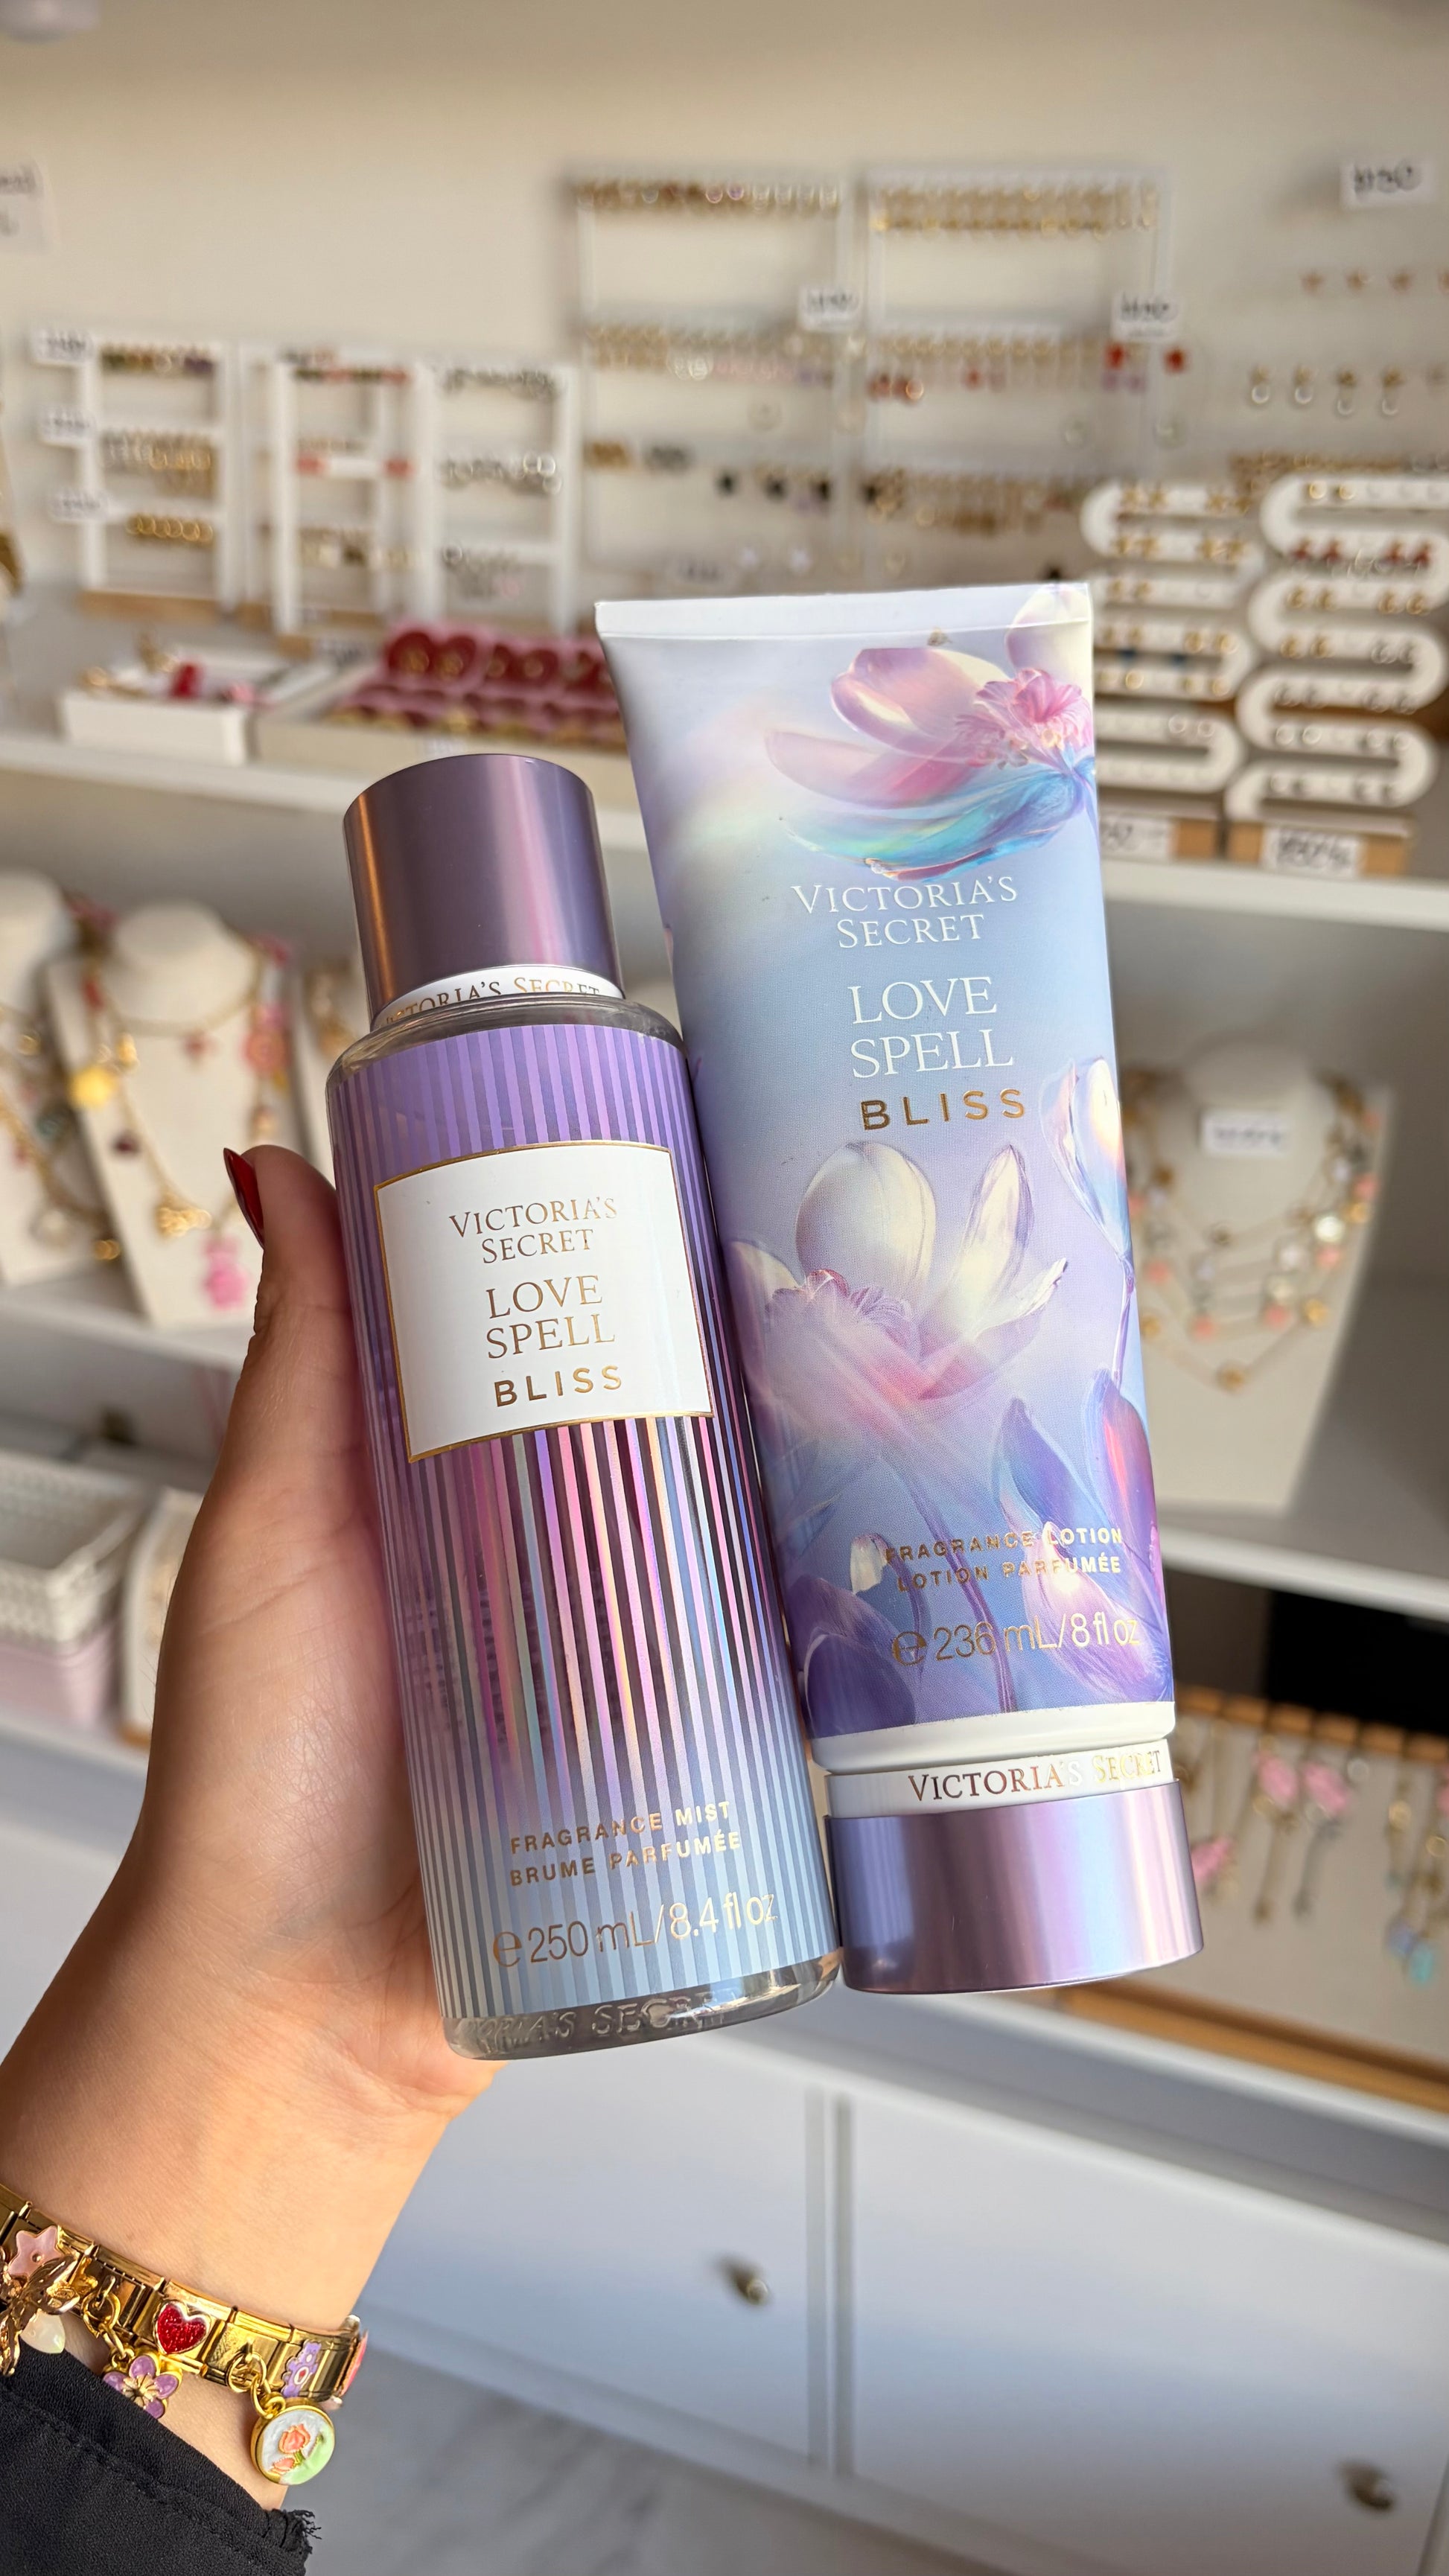 VICTORIA'S
SECRET
LOVE
SPELL
BLISS
FRAGRANCE LOTION
LOTION PARFUMÉE
℮ 236 mL/8 fl oz
VICTORIA'S SECRET
VICTORIA'S SECRET
VICTORIA'S
SECRET
LOVE
SPELL
BLISS
FRAGRANCE MIST
BRUME PARFUMÉE
℮ 250 mL/8.4 fl oz
SECRET